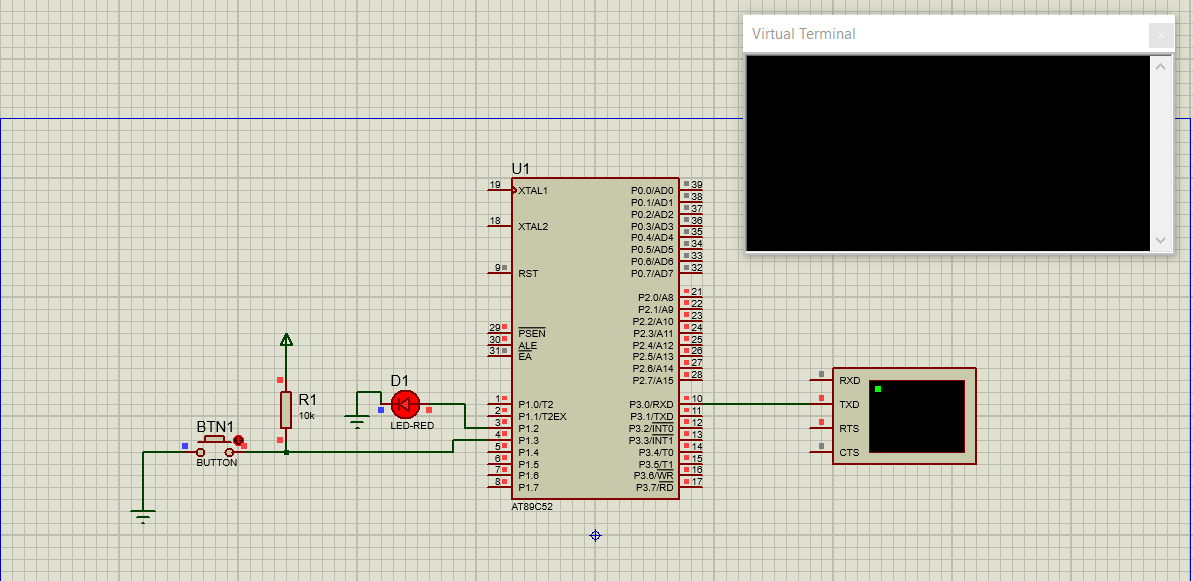 Virtual Terminal
U1
19 XTAL1
18 XTAL2
9 RST
29 PSEN
30 ALE
31 EA
1 P1.0/T2
2 P1.1/T2EX
3 P1.2
4 P1.3
5 P1.4
6 P1.5
7 P1.6
8 P1.7
P0.0/AD0 39
P0.1/AD1 38
P0.2/AD2 37
P0.3/AD3 36
P0.4/AD4 35
P0.5/AD5 34
P0.6/AD6 33
P0.7/AD7 32
P2.0/A8 21
P2.1/A9 22
P2.2/A10 23
P2.3/A11 24
P2.4/A12 25
P2.5/A13 26
P2.6/A14 27
P2.7/A15 28
P3.0/RXD 10
P3.1/TXD 11
P3.2/INT0 12
P3.3/INT1 13
P3.4/T0 14
P3.5/T1 15
P3.6/WR 16
P3.7/RD 17
AT89C52
D1
LED-RED
R1
10k
BTN1
BUTTON
RXD
TXD
RTS
CTS